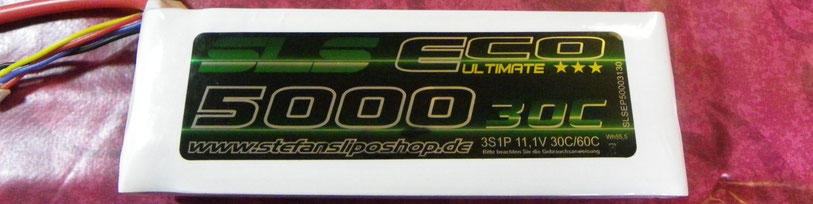 SLS ECO
ULTIMATE ★★★
5000 30C
3S1P 11,1V 30C/60C
Wh55,5
Bitte beachten Sie die Gebrauchsanweisung
www.stefansliposhop.de
SLSEP50003130